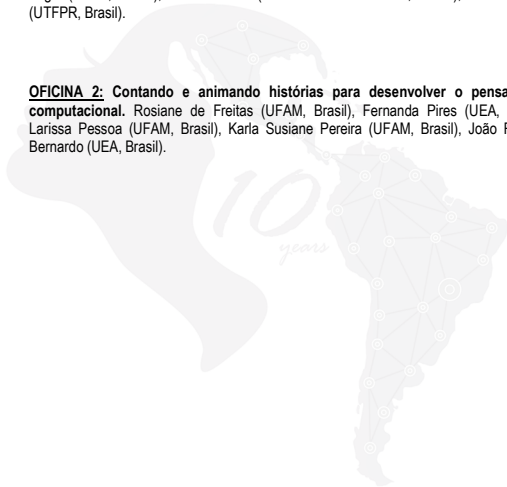 (UTFPR, Brasil).
OFICINA 2: Contando e animando histórias para desenvolver o
computacional. Rosiane de Freitas (UFAM, Brasil), Fernanda Pires (UEA,
Larissa Pessoa (UFAM, Brasil), Karla Susiane Pereira (UFAM, Brasil), João
Bernardo (UEA, Brasil).
10
years